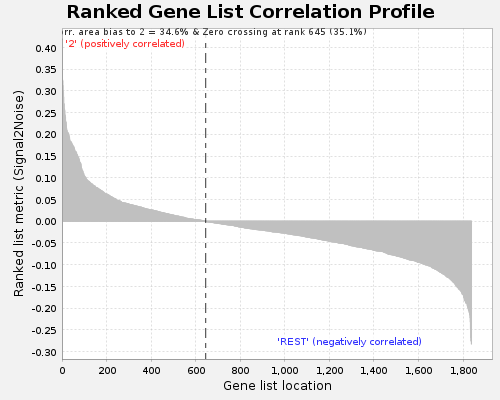 Ranked Gene List Correlation Profile
rr. area bias to 2 = 34.6% & Zero crossing at rank 645 (35.1%)
'2' (positively correlated)
0.40
0.35
0.30
0.25
0.20
0.15
0.10
0.05
0.00
-0.05
-0.10
-0.15
-0.20
-0.25
-0.30
Ranked list metric (Signal2Noise)
'REST' (negatively correlated)
0 200 400 600 800 1,000 1,200 1,400 1,600 1,800
Gene list location